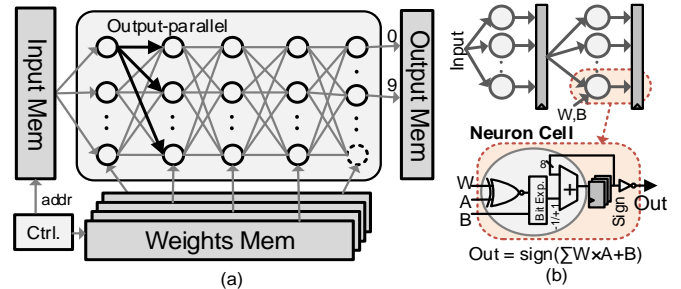 Output-parallel
Input Mem
0
9
Output Mem
addr
Ctrl.
Weights Mem
(a)
Input
W,B
Neuron Cell
W
A
B
Bit Exp.
-1/+1
8
+
Sign
Out
Out = sign(∑W×A+B)
(b)